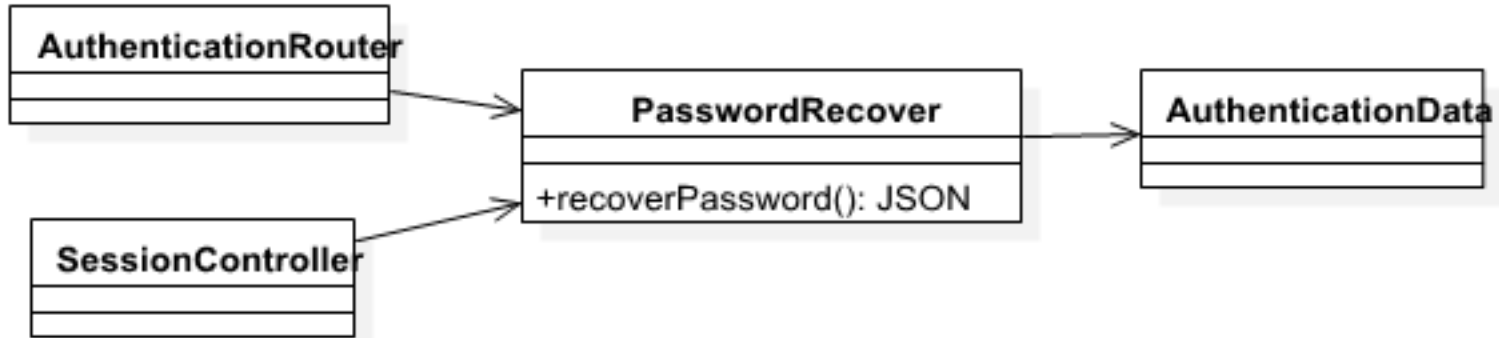 AuthenticationRouter
PasswordRecover
AuthenticationData
+recoverPassword(): JSON
SessionController